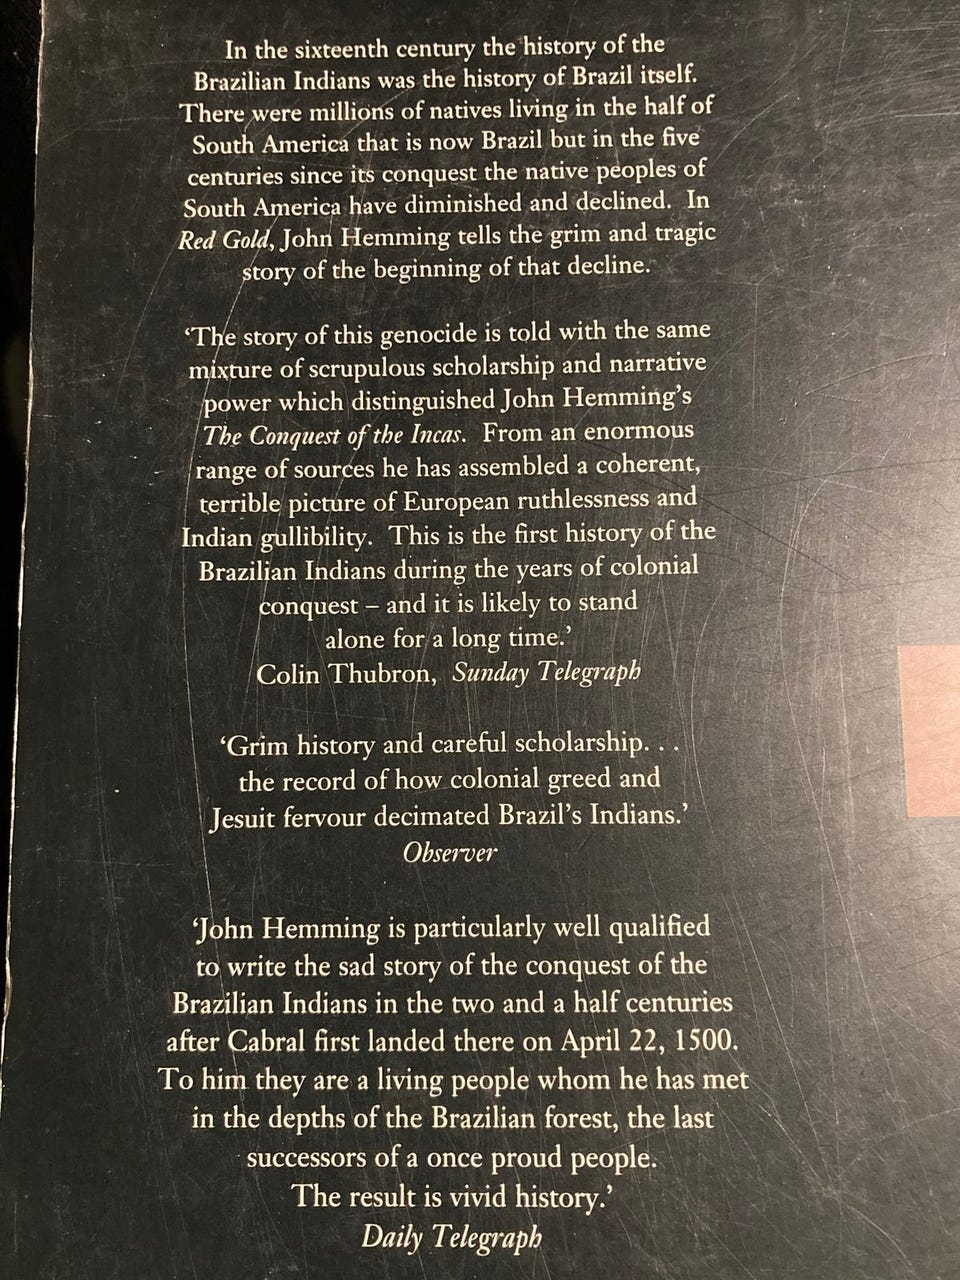 In the sixteenth century the history of the
Brazilian Indians was the history of Brazil itself.
There were millions of natives living in the half of
South America that is now Brazil but in the five
centuries since its conquest the native peoples of
South America have diminished and declined. In
Red Gold, John Hemming tells the grim and tragic
story of the beginning of that decline.
‘The story of this genocide is told with the same
mixture of scrupulous scholarship and narrative
power which distinguished John Hemming’s
The Conquest of the Incas. From an enormous
range of sources he has assembled a coherent,
terrible picture of European ruthlessness and
Indian gullibility. This is the first history of the
Brazilian Indians during the years of colonial
conquest – and it is likely to stand
alone for a long time.’
Colin Thubron, Sunday Telegraph
‘Grim history and careful scholarship. . .
the record of how colonial greed and
Jesuit fervour decimated Brazil’s Indians.’
Observer
‘John Hemming is particularly well qualified
to write the sad story of the conquest of the
Brazilian Indians in the two and a half centuries
after Cabral first landed there on April 22, 1500.
To him they are a living people whom he has met
in the depths of the Brazilian forest, the last
successors of a once proud people.
The result is vivid history.’
Daily Telegraph